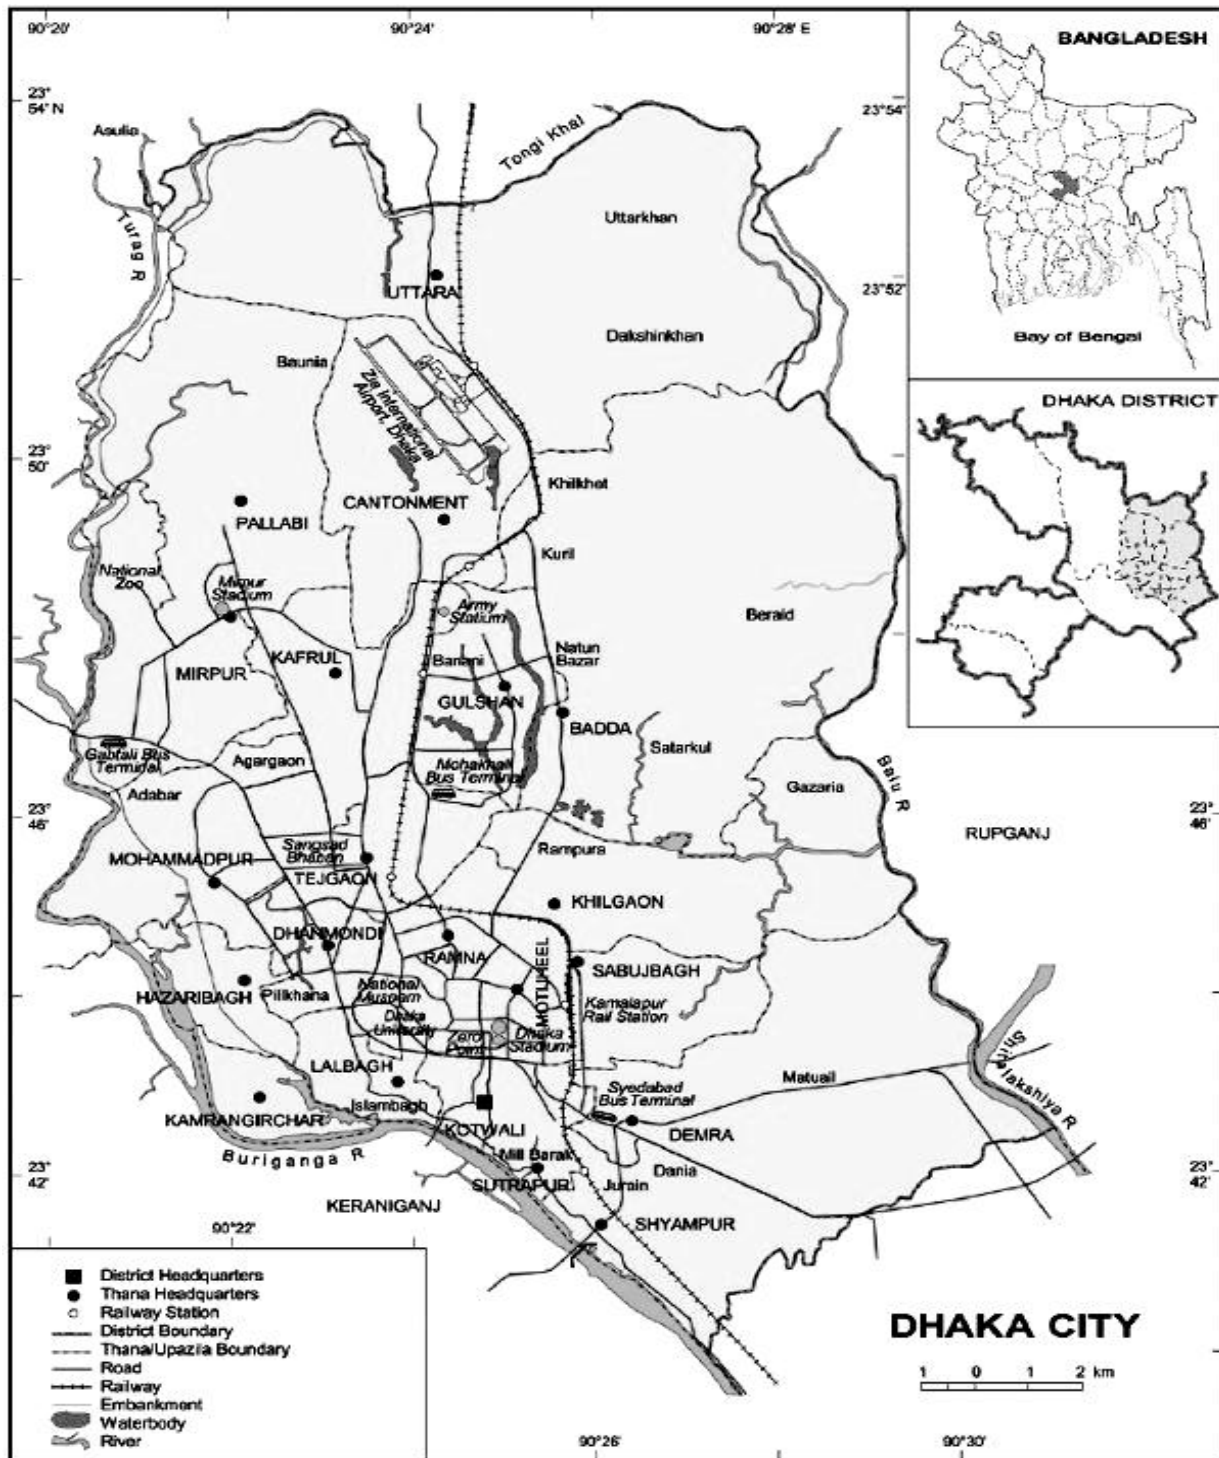 90°20'
90°24'
90°28' E
BANGLADESH
23°
54' N
23°54'
Asulia
Tongi Khal
Turag R
Uttarkhan
UTTARA
23°52'
Bay of Bengal
Dakshinkhan
Baunia
Zia International
Airport, Dhaka
DHAKA DISTRICT
23°
50'
Khilkhet
CANTONMENT
PALLABI
Kuril
National
Zoo
Mirpur
Stadium
Army
Statium
Beraid
Natun
Bazar
KAFRUL
Banani
MIRPUR
GULSHAN
BADDA
Satarkul
Gabtali Bus
Terminal
Agargaon
Mohakhali
Bus Terminal
Balu R
Gazaria
Adabar
23°
46'
23°
46'
RUPGANJ
Sangsad
Bhaban
Rampura
MOHAMMADPUR
TEJGAON
KHILGAON
DHANMONDI
RAMNA
MOTIJHEEL
SABUJBAGH
HAZARIBAGH
Pilkhana
National
Museam
Kamalapur
Rail Station
Dhaka
University
Zero
Point
Dhaka
Stadium
LALBAGH
Matuail
Sritalakshiya R
Syedabad
Bus Terminal
Islambagh
KAMRANGIRCHAR
KOTWALI
DEMRA
Buriganga R
Mill Barak
Dania
23°
42'
23°
42'
SUTRAPUR
Jurain
KERANIGANJ
SHYAMPUR
90°22'
District Headquarters
Thana Headquarters
Railway Station
District Boundary
Thana/Upazila Boundary
Road
Railway
Embankment
Waterbody
River
DHAKA CITY
1 0 1 2 km
90°26'
90°30'